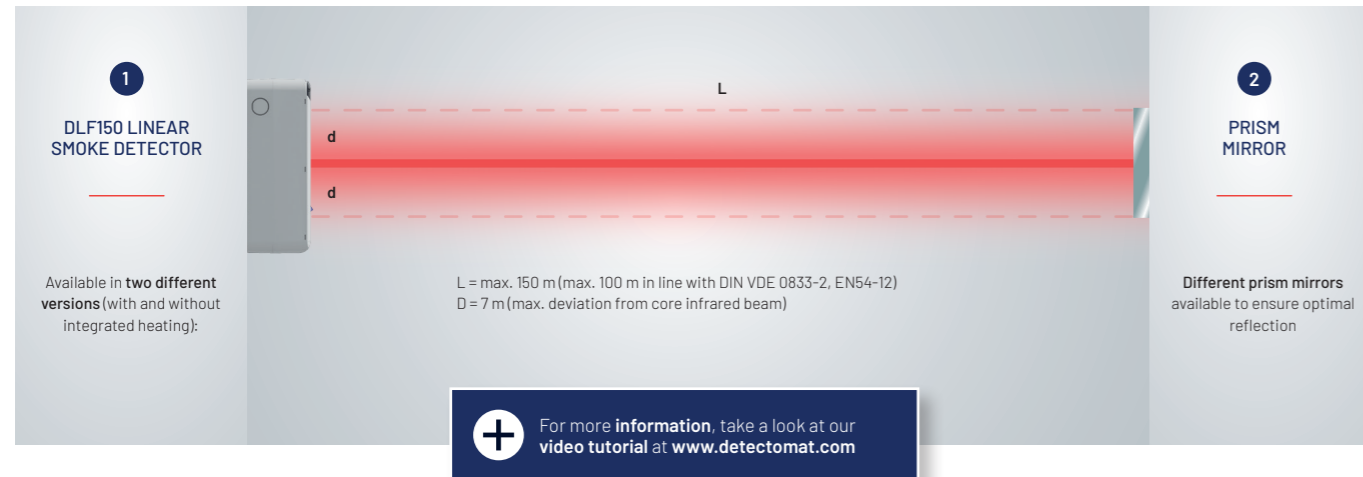 1
DLF150 LINEAR
SMOKE DETECTOR
Available in two different
versions (with and without
integrated heating):
L
d
d
L = max. 150 m (max. 100 m in line with DIN VDE 0833-2, EN54-12)
D = 7 m (max. deviation from core infrared beam)
2
PRISM
MIRROR
Different prism mirrors
available to ensure optimal
reflection
For more information, take a look at our
video tutorial at www.detectomat.com